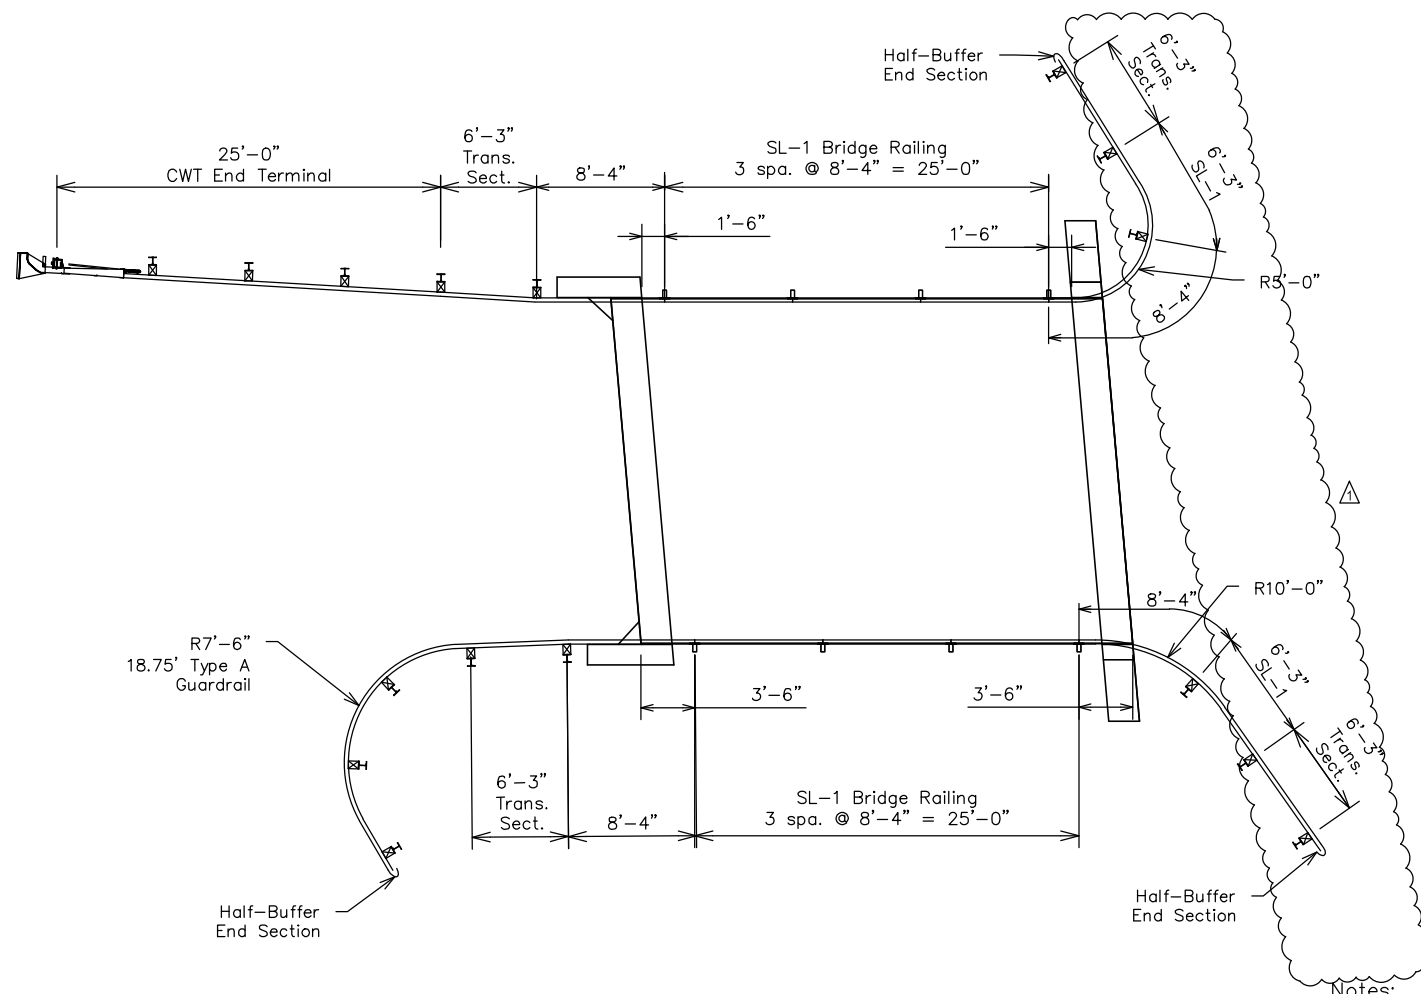 Half-Buffer
End Section
6'-3"
Trans.
Sect.
6'-3"
SL-1
25'-0"
CWT End Terminal
6'-3"
Trans.
Sect.
8'-4"
SL-1 Bridge Railing
3 spa. @ 8'-4" = 25'-0"
1'-6"
1'-6"
R5'-0"
8'-4"
1
R10'-0"
8'-4"
R7'-6"
18.75' Type A
Guardrail
6'-3"
SL-1
3'-6"
3'-6"
6'-3"
Trans.
Sect.
6'-3"
Trans.
Sect.
8'-4"
SL-1 Bridge Railing
3 spa. @ 8'-4" = 25'-0"
Half-Buffer
End Section
Half-Buffer
End Section
Notes: